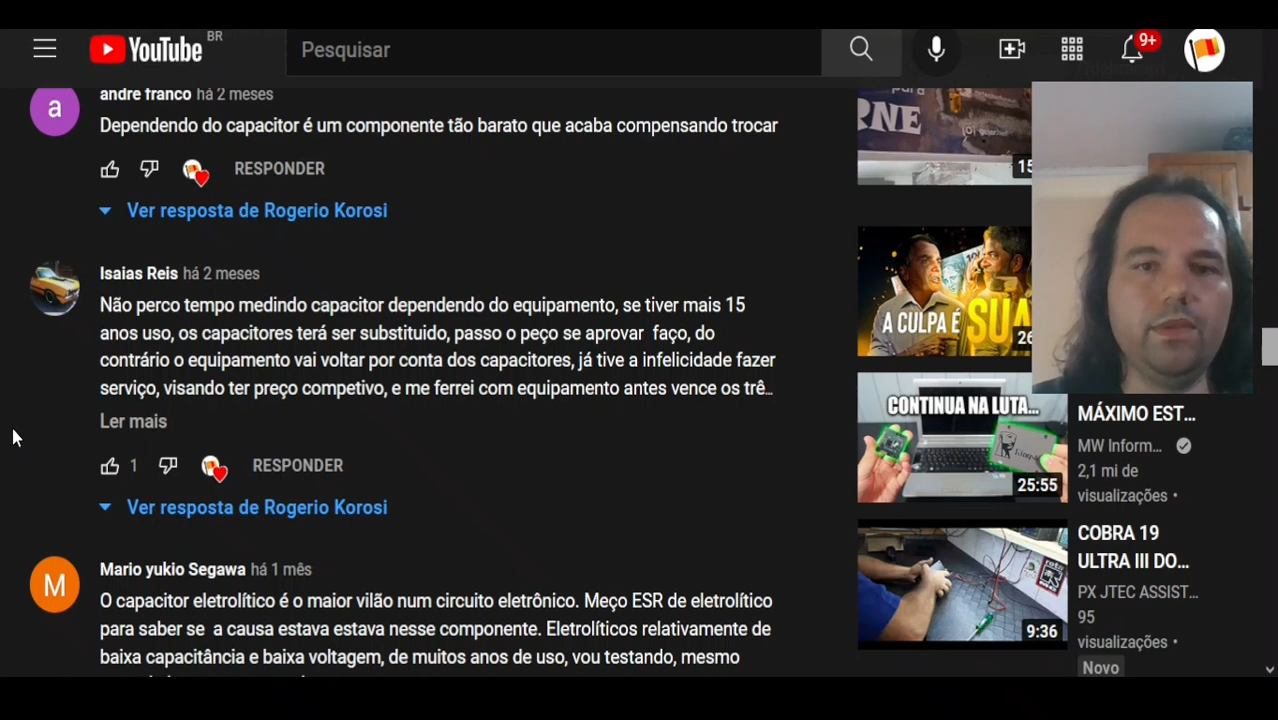 YouTube BR
Pesquisar
9+
a
andre franco há 2 meses
Dependendo do capacitor é um componente tão barato que acaba compensando trocar
RESPONDER
Ver resposta de Rogerio Korosi
Isaias Reis há 2 meses
Não perco tempo medindo capacitor dependendo do equipamento, se tiver mais 15
anos uso, os capacitores terá ser substituido, passo o peço se aprovar faço, do
contrário o equipamento vai voltar por conta dos capacitores, já tive a infelicidade fazer
serviço, visando ter preço competivo, e me ferrei com equipamento antes vence os trê...
Ler mais
1
RESPONDER
Ver resposta de Rogerio Korosi
M
Mario yukio Segawa há 1 mês
O capacitor eletrolítico é o maior vilão num circuito eletrônico. Meço ESR de eletrolítico
para saber se a causa estava estava nesse componente. Eletrolíticos relativamente de
baixa capacitância e baixa voltagem, de muitos anos de uso, vou testando, mesmo
RNE
15
A CULPA É
SUA
26
CONTINUA NA LUTA...
25:55
MÁXIMO EST...
MW Inform...
2,1 mi de
visualizações •
9:36
COBRA 19
ULTRA III DO...
PX JTEC ASSIST...
95
visualizações •
Novo